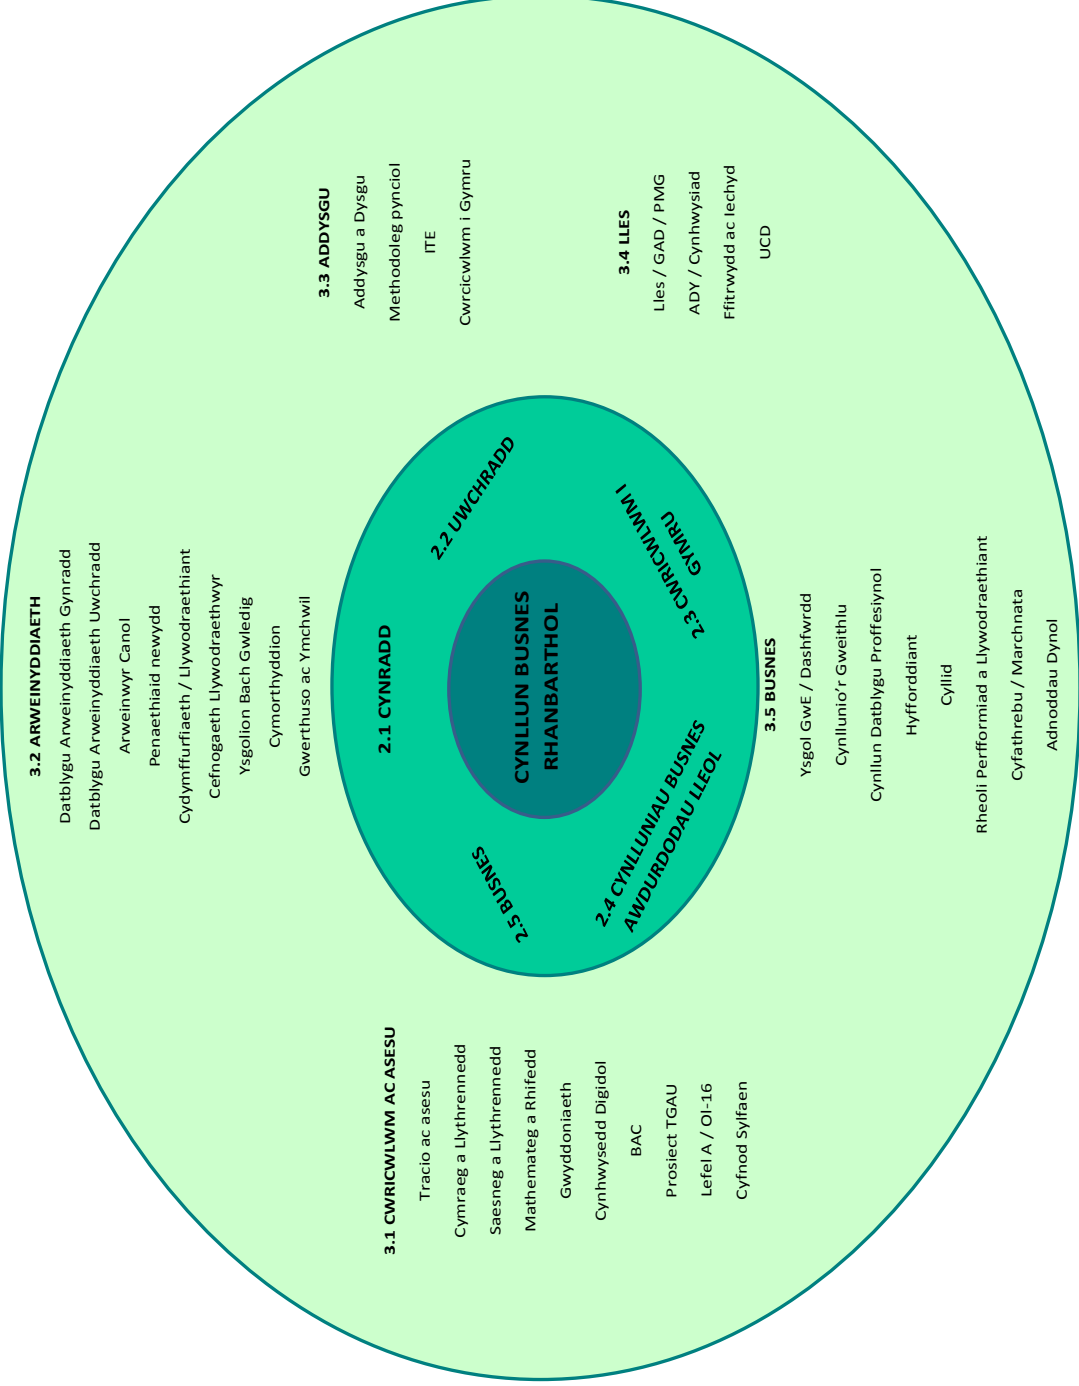 3.2 ARWEINYDDIAETH
Datblygu Arweinyddiaeth Gynradd
Datblygu Arweinyddiaeth Uwchradd
Arweinwyr Canol
Penaethiaid newydd
Cydymffurfiaeth / Llywodraethiant
Cefnogaeth Llywodraethwyr
Ysgolion Bach Gwledig
Cymorthyddion
Gwerthuso ac Ymchwil
3.1 CWRICWLWM AC ASESU
Tracio ac asesu
Cymraeg a Llythrennedd
Saesneg a Llythrennedd
Mathemateg a Rhifedd
Gwyddoniaeth
Cynhwysedd Digidol
BAC
Prosiect TGAU
Lefel A / Ol-16
Cyfnod Sylfaen
2.1 CYNRADD
2.2 UWCHRADD
2.3 CWRICWLWM I
GYMRU
2.4 CYNLLUNIAU BUSNES
AWDURDODAU LLEOL
2.5 BUSNES
CYNLLUN BUSNES
RHANBARTHOL
3.3 ADDYSGU
Addysgu a Dysgu
Methodoleg pynciol
ITE
Cwrcicwlwm i Gymru
3.4 LLES
Lles / GAD / PMG
ADY / Cynhwysiad
Ffitrwydd ac Iechyd
UCD
3.5 BUSNES
Ysgol GwE / Dashfwrdd
Cynllunio’r Gweithlu
Cynllun Datblygu Proffesiynol
Hyfforddiant
Cyllid
Rheoli Perfformiad a Llywodraethiant
Cyfathrebu / Marchnata
Adnoddau Dynol